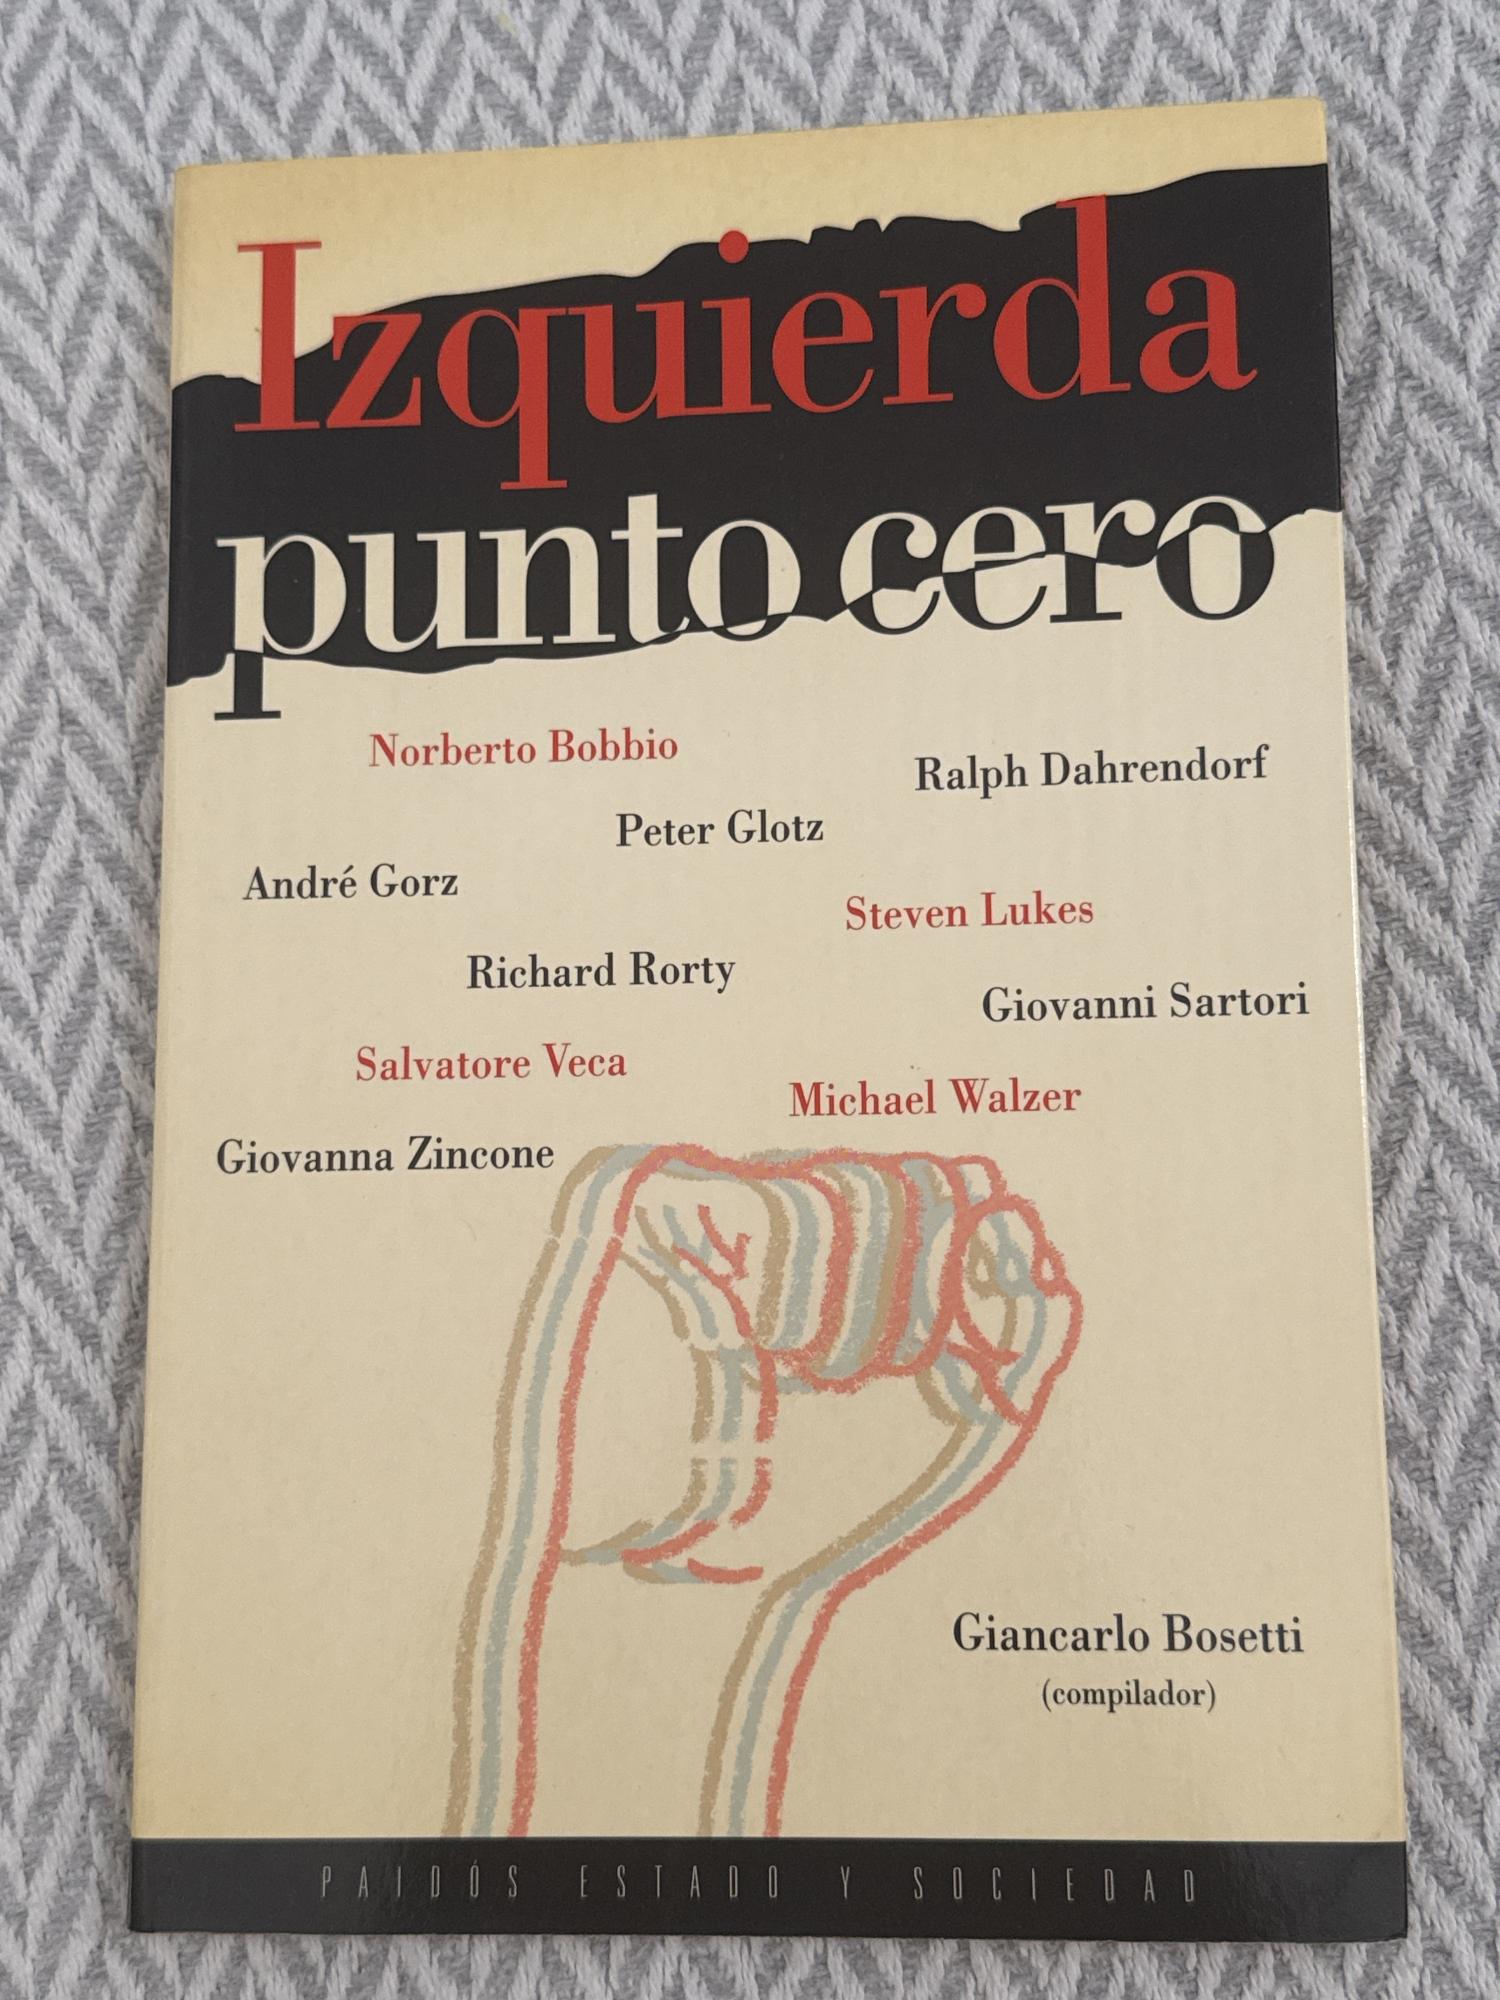 Izquierda
punto cero
Norberto Bobbio
Ralph Dahrendorf
Peter Glotz
André Gorz
Steven Lukes
Richard Rorty
Giovanni Sartori
Salvatore Veca
Michael Walzer
Giovanna Zincone
Giancarlo Bosetti
(compilador)
PAIDÓS ESTADO Y SOCIEDAD